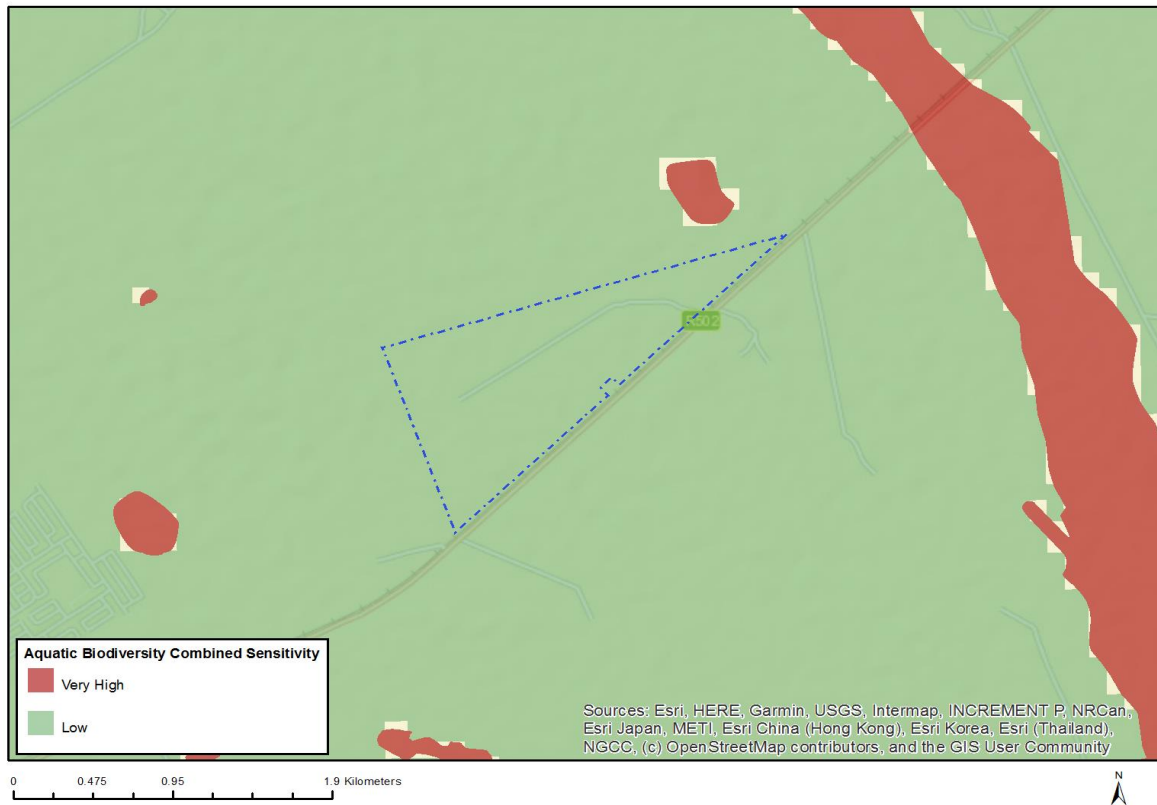 R502
Aquatic Biodiversity Combined Sensitivity
Very High
Low
Sources: Esri, HERE, Garmin, USGS, Intermap, INCREMENT P, NRCan,
Esri Japan, METI, Esri China (Hong Kong), Esri Korea, Esri (Thailand),
NGCC, (c) OpenStreetMap contributors, and the GIS User Community
0 0.475 0.95 1.9 Kilometers
N